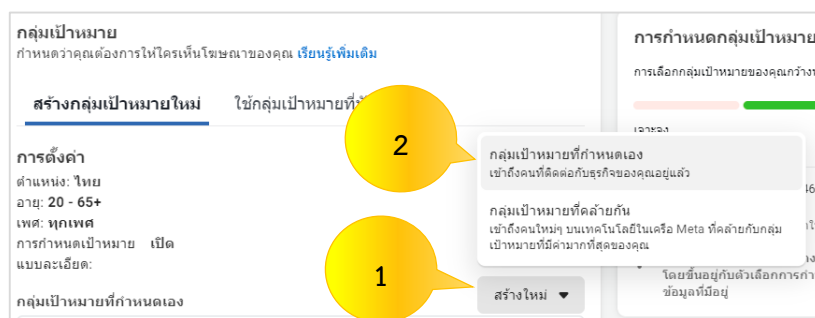 กลุ่มเป้าหมาย
กำหนดว่าคุณต้องการให้ใครเห็นโฆษณาของคุณ เรียนรู้เพิ่มเติม
สร้างกลุ่มเป้าหมายใหม่ ใช้กลุ่มเป้าหมายที่
การตั้งค่า
ตำแหน่ง: ไทย
อายุ: 20 - 65+
เพศ: ทุกเพศ
การกำหนดเป้าหมาย เปิด
แบบละเอียด:
กลุ่มเป้าหมายที่กำหนดเอง
1
สร้างใหม่
2
กลุ่มเป้าหมายที่กำหนดเอง
เข้าถึงคนที่ติดต่อกับธุรกิจของคุณอยู่แล้ว
กลุ่มเป้าหมายที่คล้ายกัน
เข้าถึงคนใหม่ๆ บนเทคโนโลยีในเครือ Meta ที่คล้ายกับกลุ่ม
เป้าหมายที่มีค่ามากที่สุดของคุณ
การกำหนดกลุ่มเป้าหมาย
การเลือกกลุ่มเป้าหมายของคุณกว้าง
โดยขึ้นอยู่กับตัวเลือกการกำ
ข้อมูลที่มีอยู่